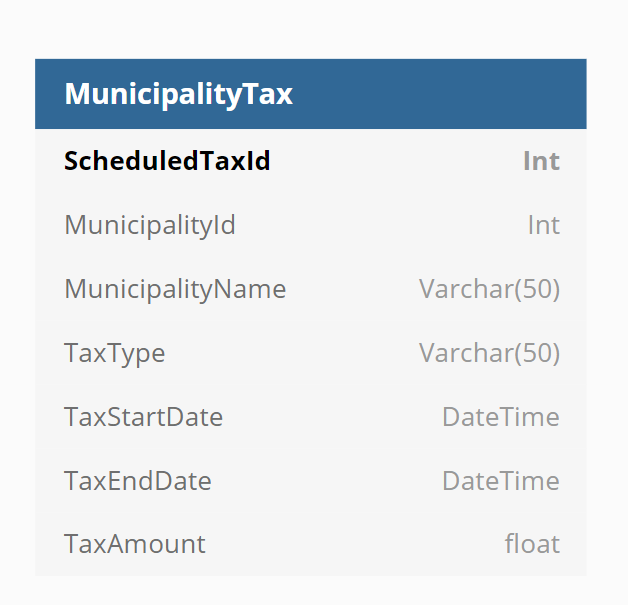 MunicipalityTax
ScheduledTaxId Int
MunicipalityId Int
MunicipalityName Varchar(50)
TaxType Varchar(50)
TaxStartDate DateTime
TaxEndDate DateTime
TaxAmount float